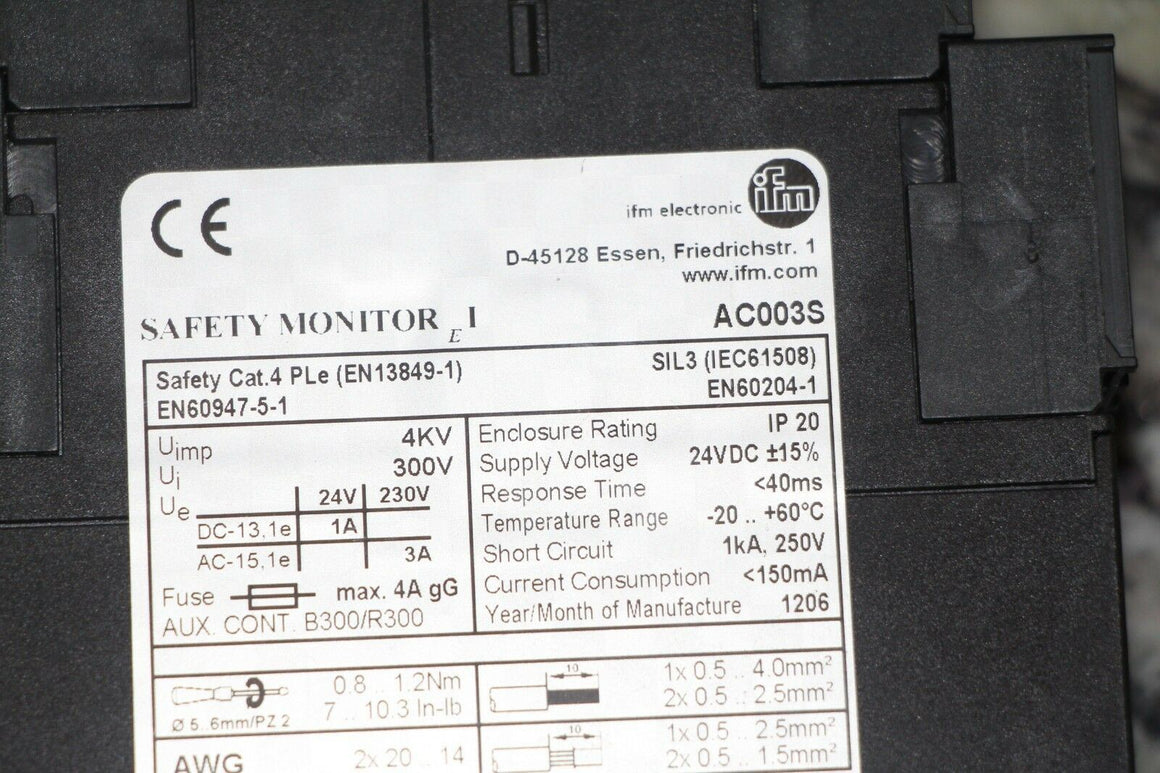 CE
ifm
ifm electronic
D-45128 Essen, Friedrichstr. 1
www.ifm.com
SAFETY MONITOR E I
AC003S
Safety Cat.4 PLe (EN13849-1)
SIL3 (IEC61508)
EN60947-5-1
EN60204-1
Uimp 4KV
Ui 300V
Ue 24V 230V
DC-13,1e 1A
AC-15,1e 3A
Fuse max. 4A gG
AUX. CONT. B300/R300
Enclosure Rating IP 20
Supply Voltage 24VDC ±15%
Response Time <40ms
Temperature Range -20 .. +60°C
Short Circuit 1kA, 250V
Current Consumption <150mA
Year/Month of Manufacture 1206
0.8 .. 1.2Nm
7 .. 10.3 In-lb
Ø 5..6mm/PZ 2
10
1x 0.5 .. 4.0mm²
2x 0.5 .. 2.5mm²
10
1x 0.5 .. 2.5mm²
2x 0.5 .. 1.5mm²
AWG 2x 20 .. 14